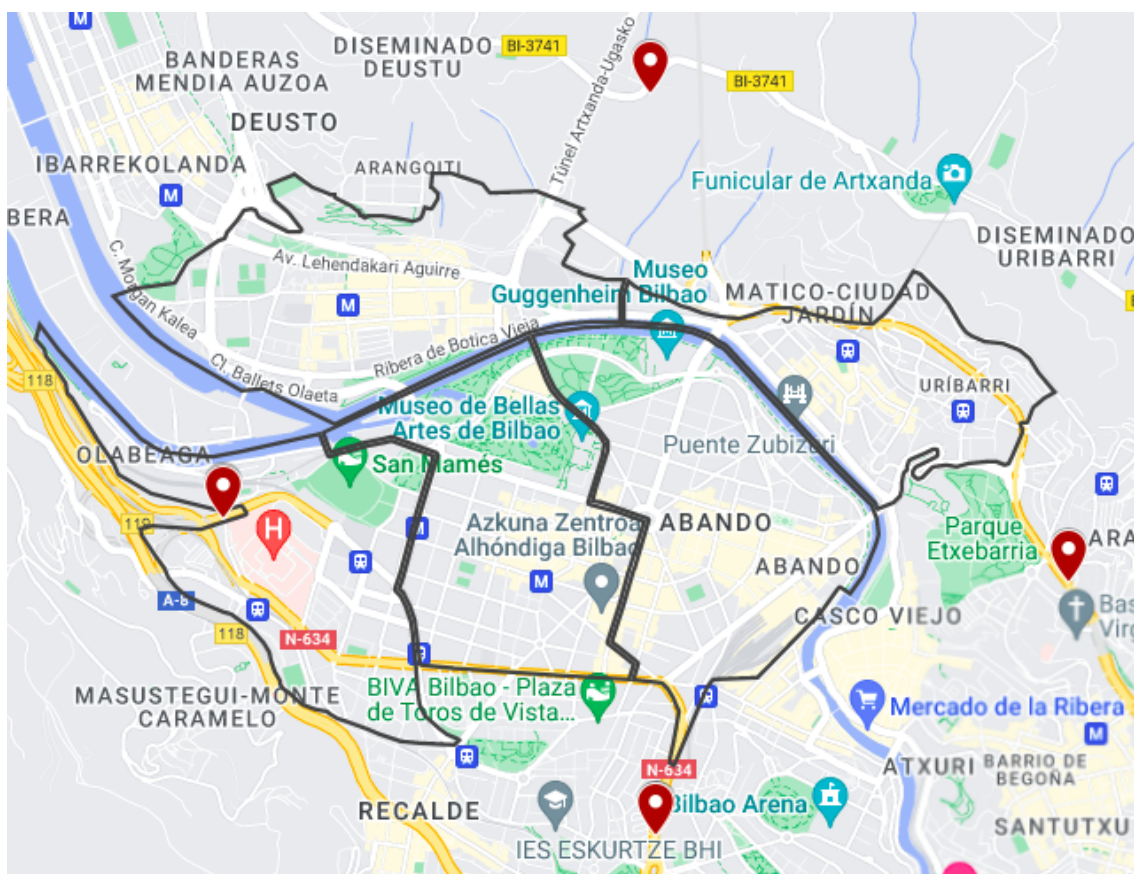 M
DISEMINADO
DEUSTU
BI-3741
BANDERAS
MENDIA AUZOA
BI-3741
DEUSTO
IBARREKOLANDA
ARANGOITI
Túnel Artxanda-Ugasko
Funicular de Artxanda
M
BERA
DISEMINADO
URIBARRI
Av. Lehendakari Aguirre
Museo
Guggenheim Bilbao
MATICO-CIUDAD
JARDÍN
C. Morgan Kalea
M
Ribera de Botica Vieja
118
Cl. Ballets Olaeta
URÍBARRI
Museo de Bellas
Artes de Bilbao
Puente Zubizuri
OLABEAGA
San Mamés
M
Azkuna Zentroa
Alhóndiga Bilbao
ABANDO
Parque
Etxebarria
ARA
H
ABANDO
M
A-8
CASCO VIEJO
Bas
Virg
118
N-634
MASUSTEGUI-MONTE
CARAMELO
BIVA Bilbao - Plaza
de Toros de Vista...
Mercado de la Ribera
M
N-634
ATXURI
BARRIO DE
BEGOÑA
RECALDE
Bilbao Arena
SANTUTXU
IES ESKURTZE BHI